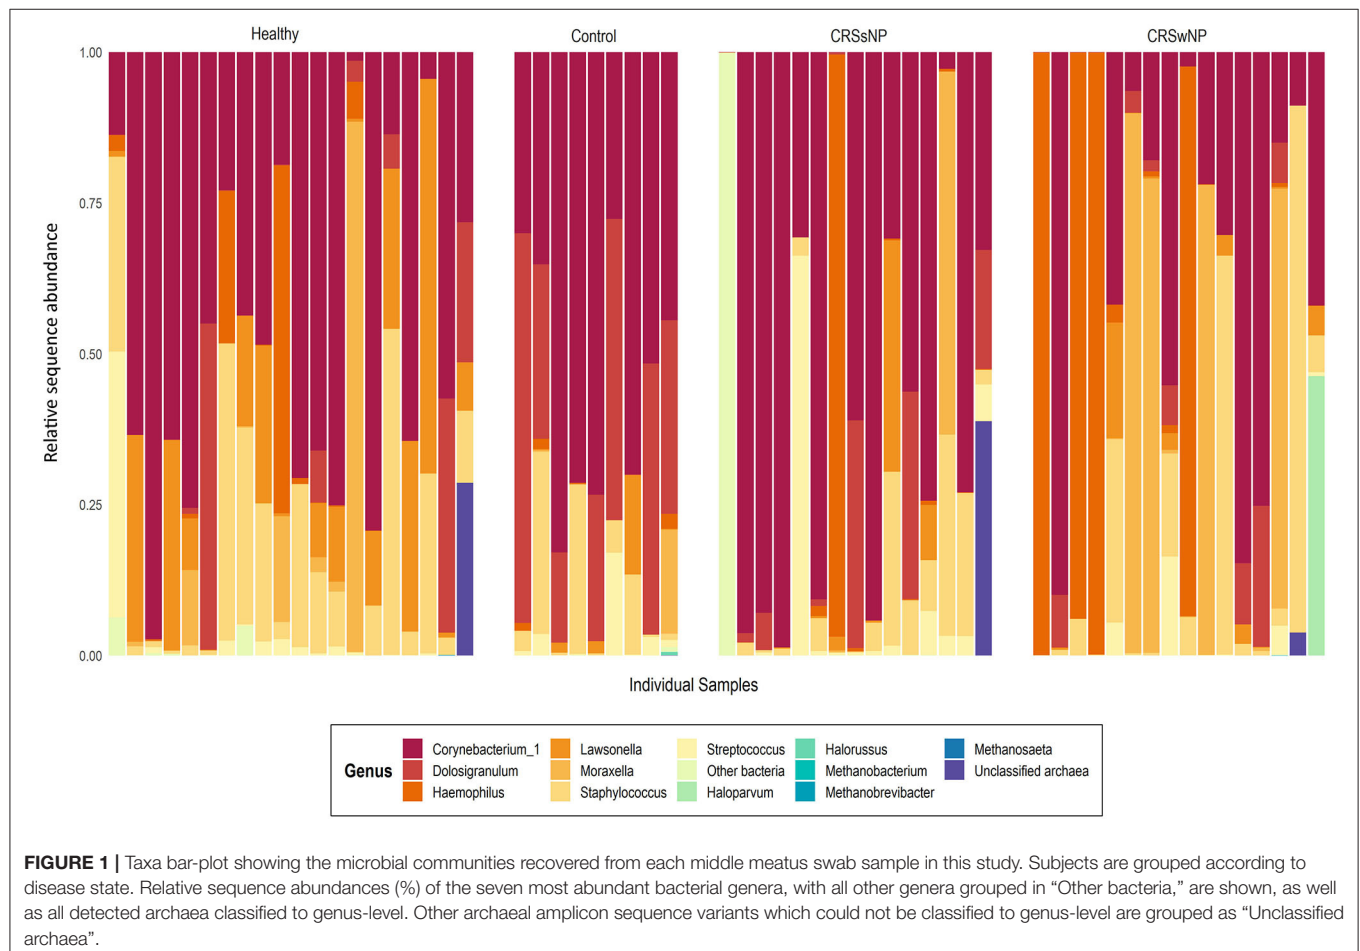 Healthy
Control
CRSsNP
CRSwNP
1.00
0.75
0.50
0.25
0.00
Relative sequence abundance
Individual Samples
Genus
Corynebacterium_1
Dolosigranulum
Haemophilus
Lawsonella
Moraxella
Staphylococcus
Streptococcus
Other bacteria
Haloparvum
Halorussus
Methanobacterium
Methanobrevibacter
Methanosaeta
Unclassified archaea
FIGURE 1 | Taxa bar-plot showing the microbial communities recovered from each middle meatus swab sample in this study. Subjects are grouped according to
disease state. Relative sequence abundances (%) of the seven most abundant bacterial genera, with all other genera grouped in “Other bacteria,” are shown, as well
as all detected archaea classified to genus-level. Other archaeal amplicon sequence variants which could not be classified to genus-level are grouped as “Unclassified
archaea”.